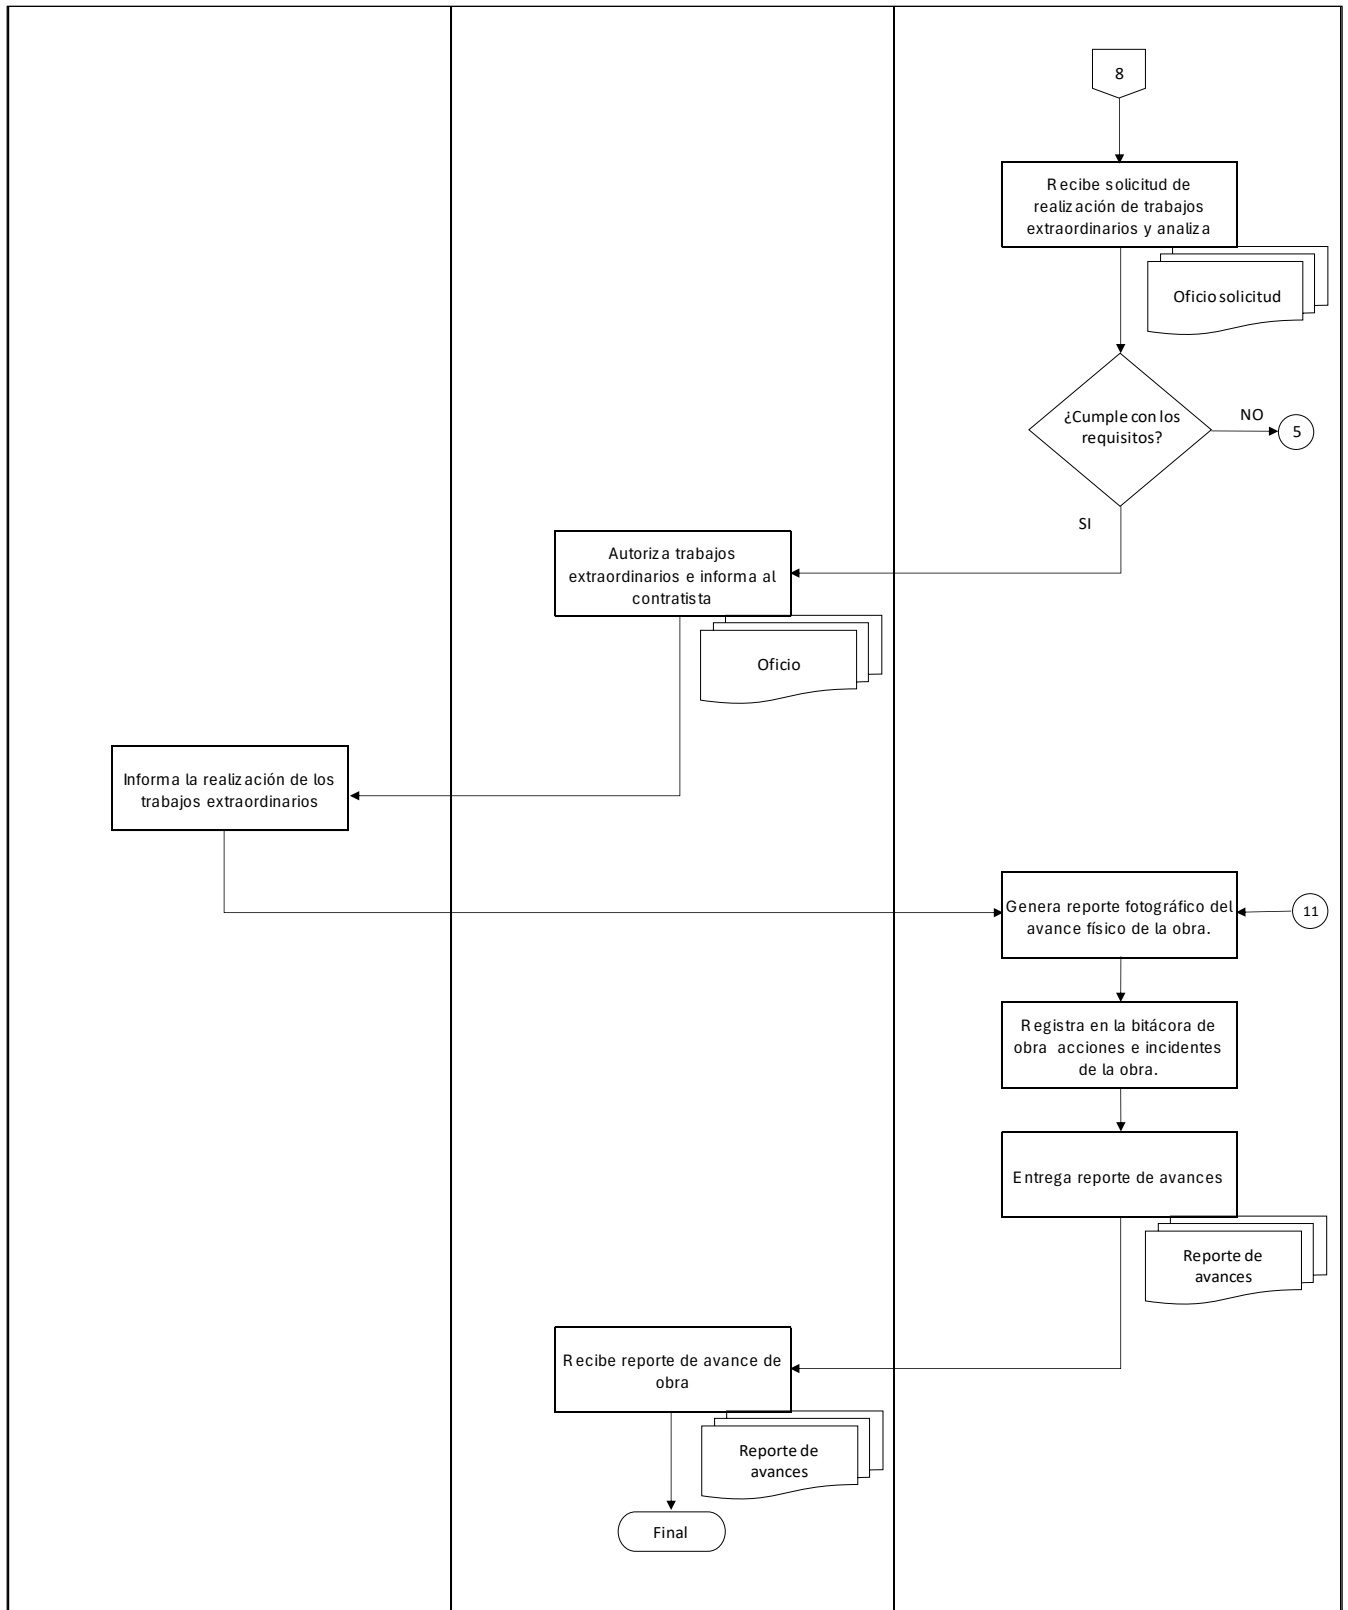 8
Recibe solicitud de
realización de trabajos
extraordinarios y analiza
Oficio solicitud
¿Cumple con los
requisitos?
NO
5
SI
Autoriza trabajos
extraordinarios e informa al
contratista
Oficio
Informa la realización de los
trabajos extraordinarios
Genera reporte fotográfico del
avance físico de la obra.
11
Registra en la bitácora de
obra acciones e incidentes
de la obra.
Entrega reporte de avances
Reporte de
avances
Recibe reporte de avance de
obra
Reporte de
avances
Final